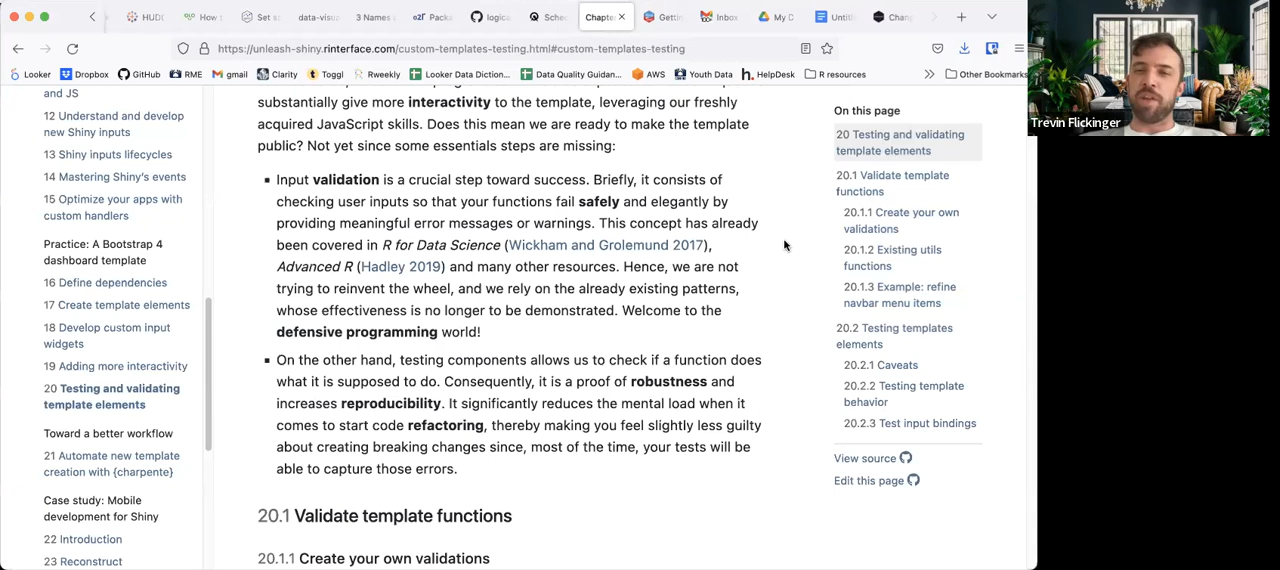 HUDI
How t
Set a
data-visuz
3 Names y
Packa
logica
Sche
Chapte
Gettin
Inbox
My D
Untitl
Chang
https://unleash-shiny.rinterface.com/custom-templates-testing.html#custom-templates-testing
Looker
Dropbox
GitHub
RME
gmail
Clarity
Toggl
Rweekly
Looker Data Diction...
Data Quality Guidan...
AWS
Youth Data
HelpDesk
R resources
Other Bookmarks
Trevin Flickinger
and JS
12 Understand and develop
new Shiny inputs
13 Shiny inputs lifecycles
14 Mastering Shiny's events
15 Optimize your apps with
custom handlers
Practice: A Bootstrap 4
dashboard template
16 Define dependencies
17 Create template elements
18 Develop custom input
widgets
19 Adding more interactivity
20 Testing and validating
template elements
Toward a better workflow
21 Automate new template
creation with {charpente}
Case study: Mobile
development for Shiny
22 Introduction
23 Reconstruct
substantially give more interactivity to the template, leveraging our freshly
acquired JavaScript skills. Does this mean we are ready to make the template
public? Not yet since some essentials steps are missing:
▪ Input validation is a crucial step toward success. Briefly, it consists of
checking user inputs so that your functions fail safely and elegantly by
providing meaningful error messages or warnings. This concept has already
been covered in R for Data Science (Wickham and Grolemund 2017),
Advanced R (Hadley 2019) and many other resources. Hence, we are not
trying to reinvent the wheel, and we rely on the already existing patterns,
whose effectiveness is no longer to be demonstrated. Welcome to the
defensive programming world!
▪ On the other hand, testing components allows us to check if a function does
what it is supposed to do. Consequently, it is a proof of robustness and
increases reproducibility. It significantly reduces the mental load when it
comes to start code refactoring, thereby making you feel slightly less guilty
about creating breaking changes since, most of the time, your tests will be
able to capture those errors.
20.1 Validate template functions
20.1.1 Create your own validations
On this page
20 Testing and validating
template elements
20.1 Validate template
functions
20.1.1 Create your own
validations
20.1.2 Existing utils
functions
20.1.3 Example: refine
navbar menu items
20.2 Testing templates
elements
20.2.1 Caveats
20.2.2 Testing template
behavior
20.2.3 Test input bindings
View source
Edit this page